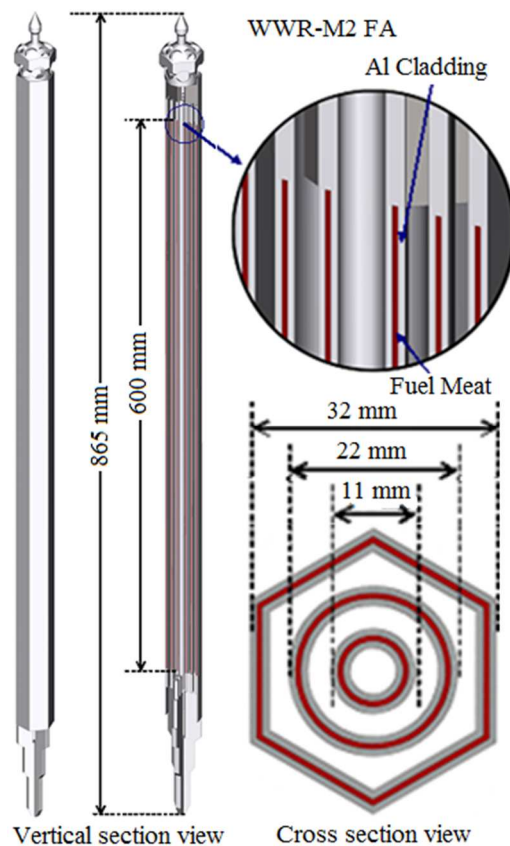 WWR-M2 FA
Al Cladding
865 mm
600 mm
Fuel Meat
32 mm
22 mm
11 mm
Vertical section view
Cross section view